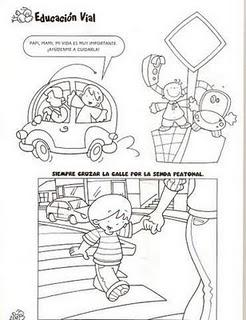 Educación Vial
PAPI, MAMI, MI VIDA ES MUY IMPORTANTE.
¡AYÚDENME A CUIDARLA!
SIEMPRE CRUZAR LA CALLE POR LA SENDA PEATONAL.